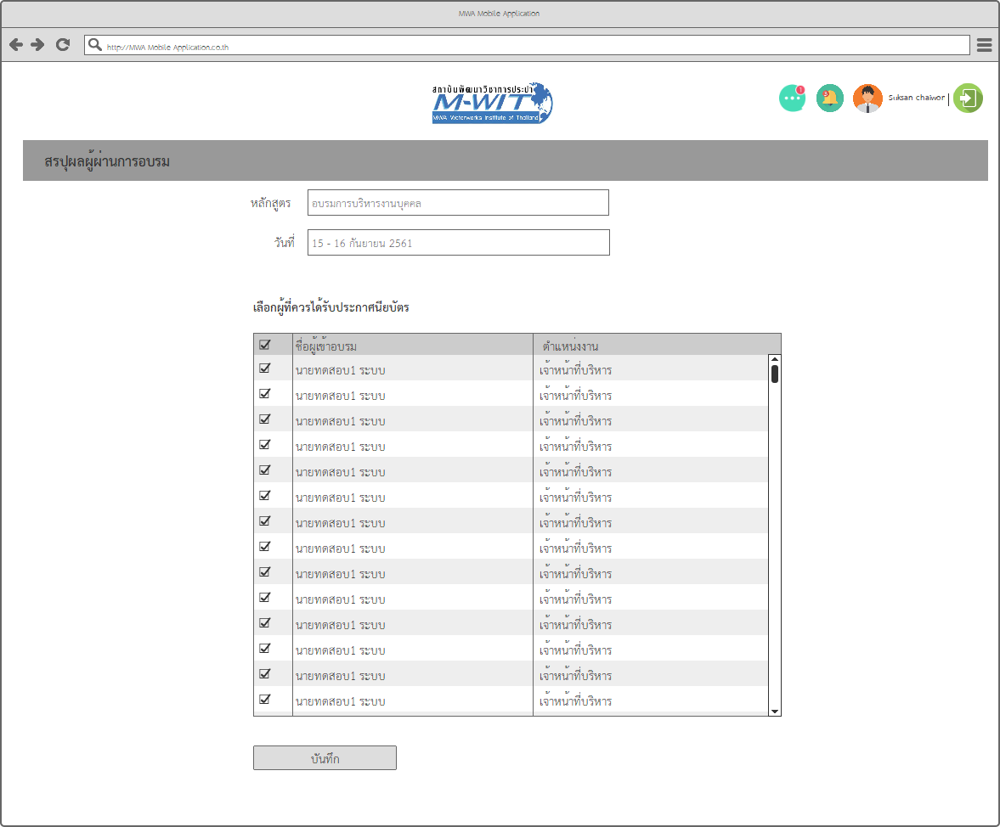 MWA Mobile Application
http://MWA Mobile Application.co.th
สถาบันพัฒนาวิชาการประปา
M-WIT
MWA Waterworks Institute of Thailand
1
3
Suksan chaiwon
สรปุผลผู้ผ่านการอบรม
หลักสูตร อบรมการบริหารงานบุคคล
วันที่ 15 - 16 กันยายน 2561
เลือกผู้ที่ควรได้รับประกาศนียบัตร
ชื่อผู้เข้าอบรม ตำแหน่งงาน
นายทดสอบ1 ระบบ เจ้าหน้าที่บริหาร
นายทดสอบ1 ระบบ เจ้าหน้าที่บริหาร
นายทดสอบ1 ระบบ เจ้าหน้าที่บริหาร
นายทดสอบ1 ระบบ เจ้าหน้าที่บริหาร
นายทดสอบ1 ระบบ เจ้าหน้าที่บริหาร
นายทดสอบ1 ระบบ เจ้าหน้าที่บริหาร
นายทดสอบ1 ระบบ เจ้าหน้าที่บริหาร
นายทดสอบ1 ระบบ เจ้าหน้าที่บริหาร
นายทดสอบ1 ระบบ เจ้าหน้าที่บริหาร
นายทดสอบ1 ระบบ เจ้าหน้าที่บริหาร
นายทดสอบ1 ระบบ เจ้าหน้าที่บริหาร
นายทดสอบ1 ระบบ เจ้าหน้าที่บริหาร
นายทดสอบ1 ระบบ เจ้าหน้าที่บริหาร
นายทดสอบ1 ระบบ เจ้าหน้าที่บริหาร
บันทึก